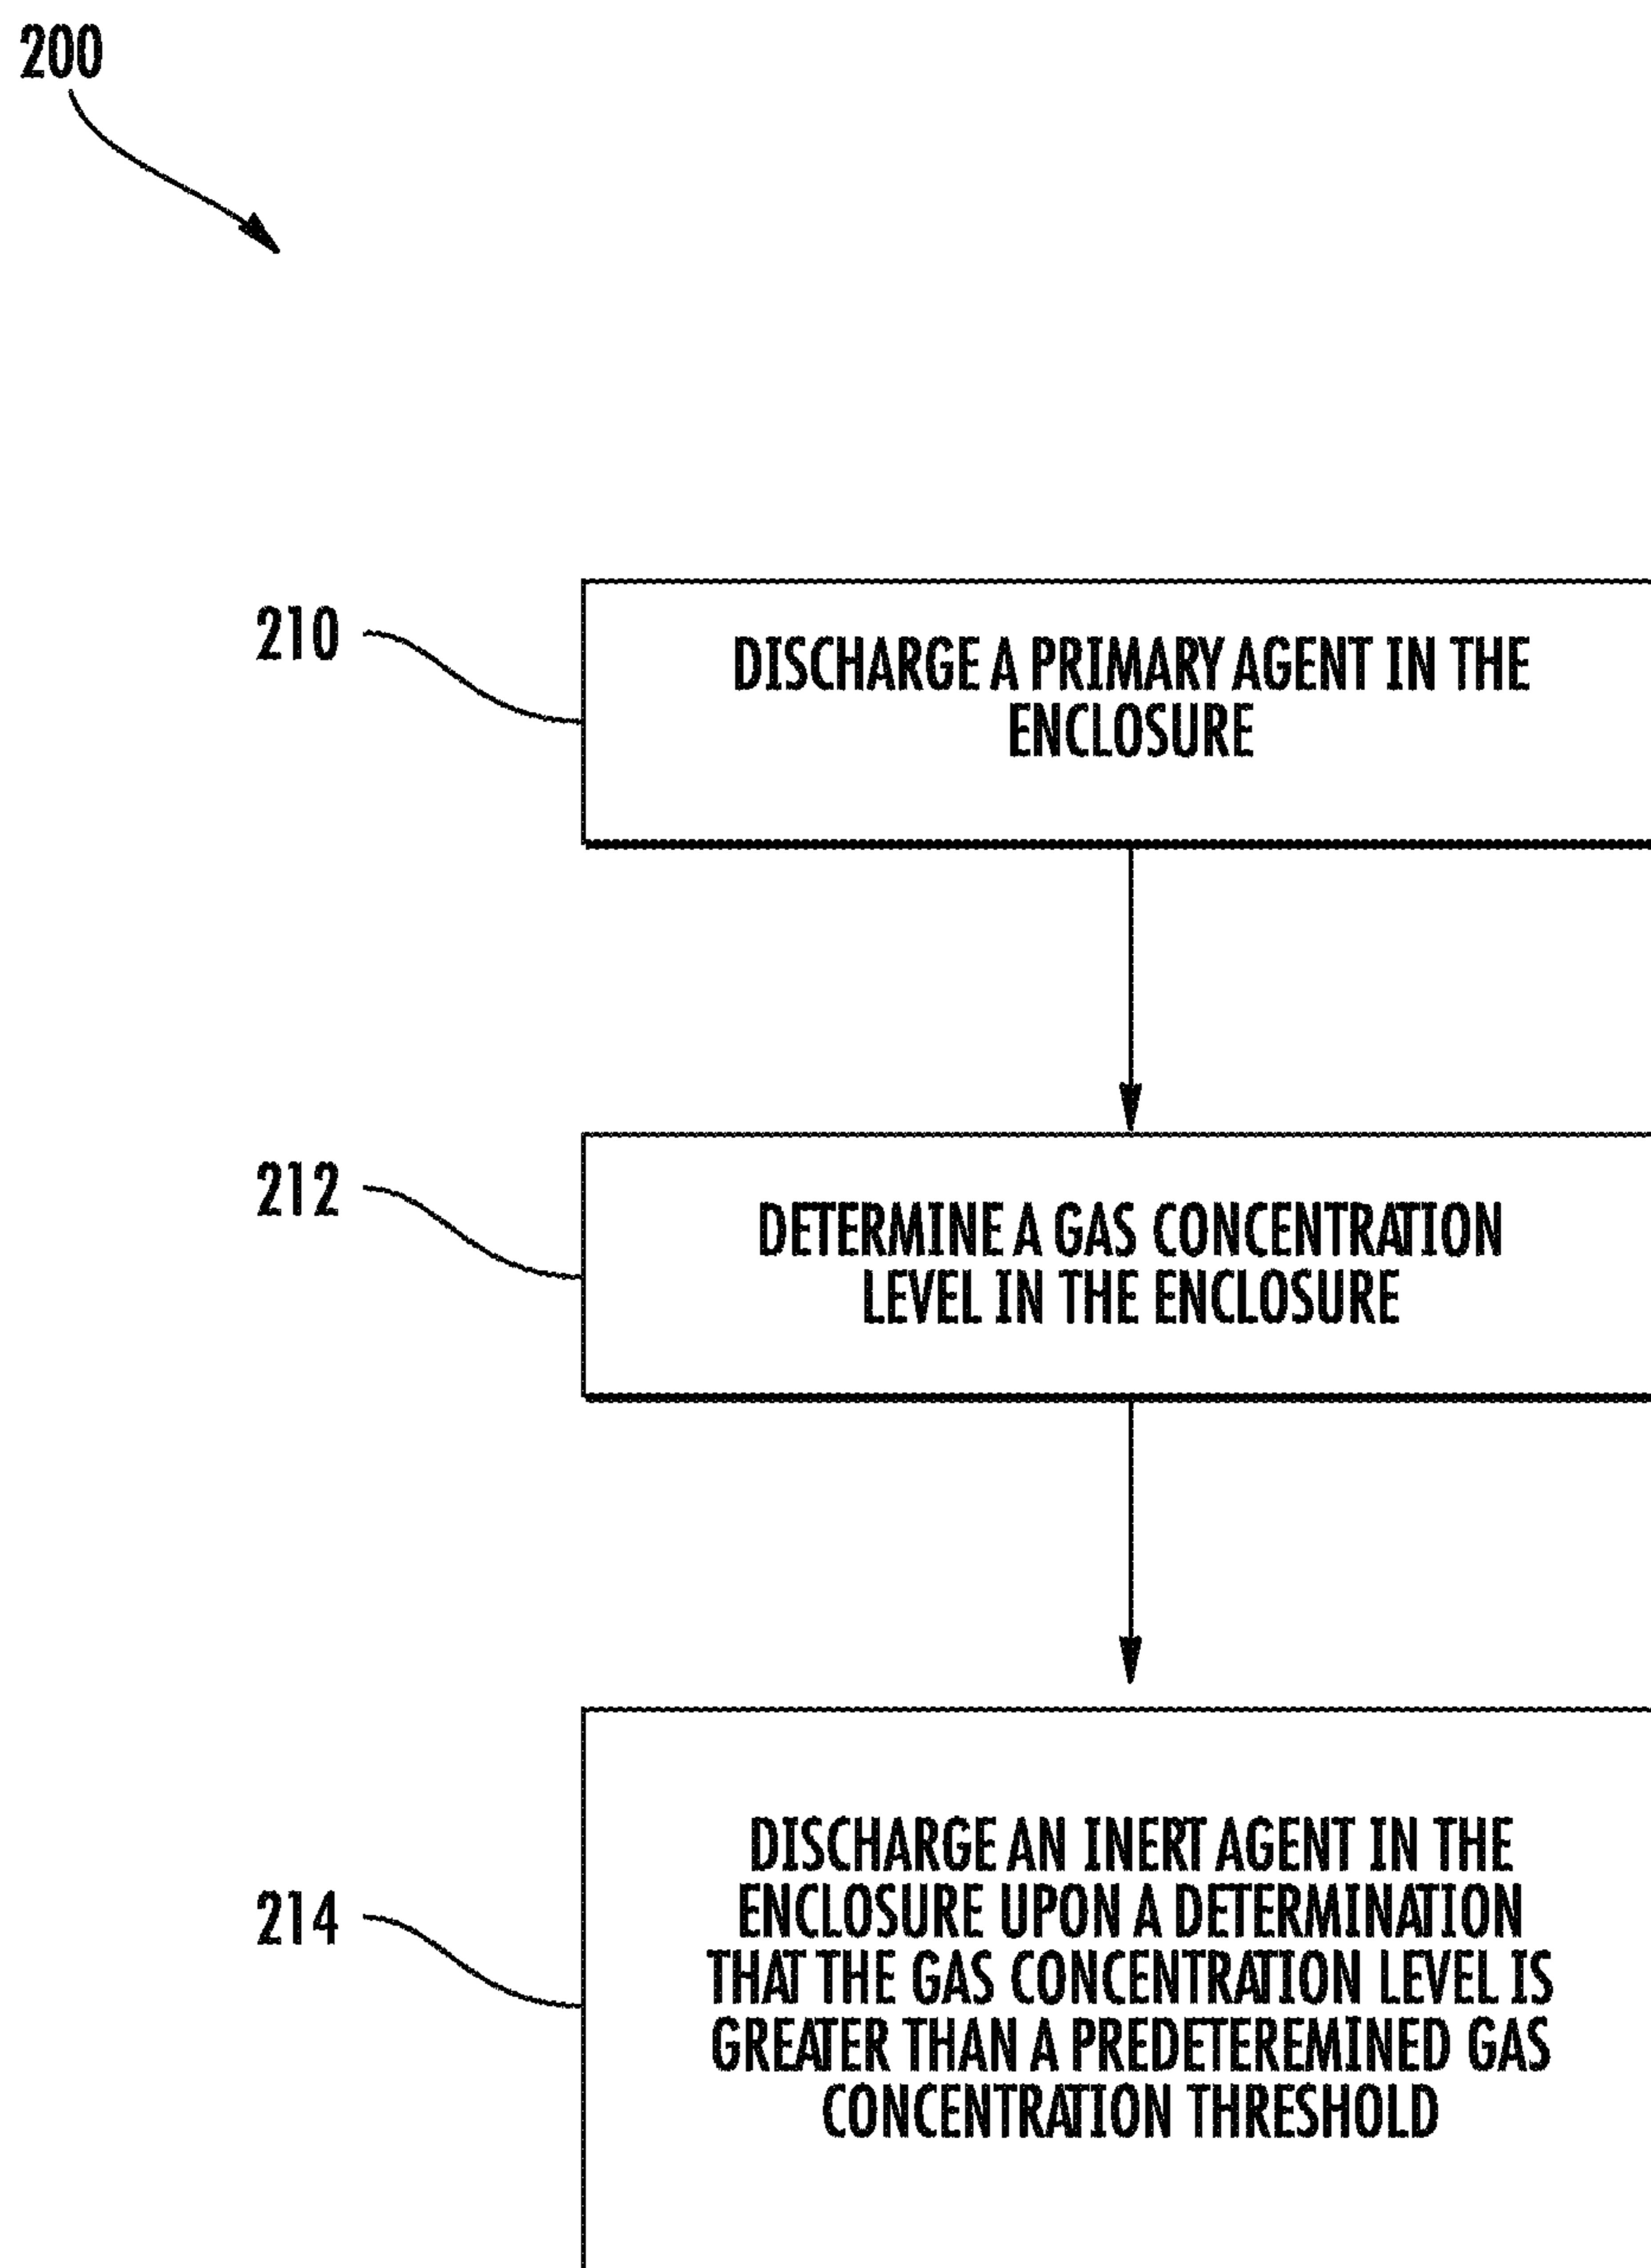 200
210
DISCHARGE A PRIMARY AGENT IN THE
ENCLOSURE
212
DETERMINE A GAS CONCENTRATION
LEVEL IN THE ENCLOSURE
214
DISCHARGE AN INERT AGENT IN THE
ENCLOSURE UPON A DETERMINATION
THAT THE GAS CONCENTRATION LEVEL IS
GREATER THAN A PREDETEREMINED GAS
CONCENTRATION THRESHOLD